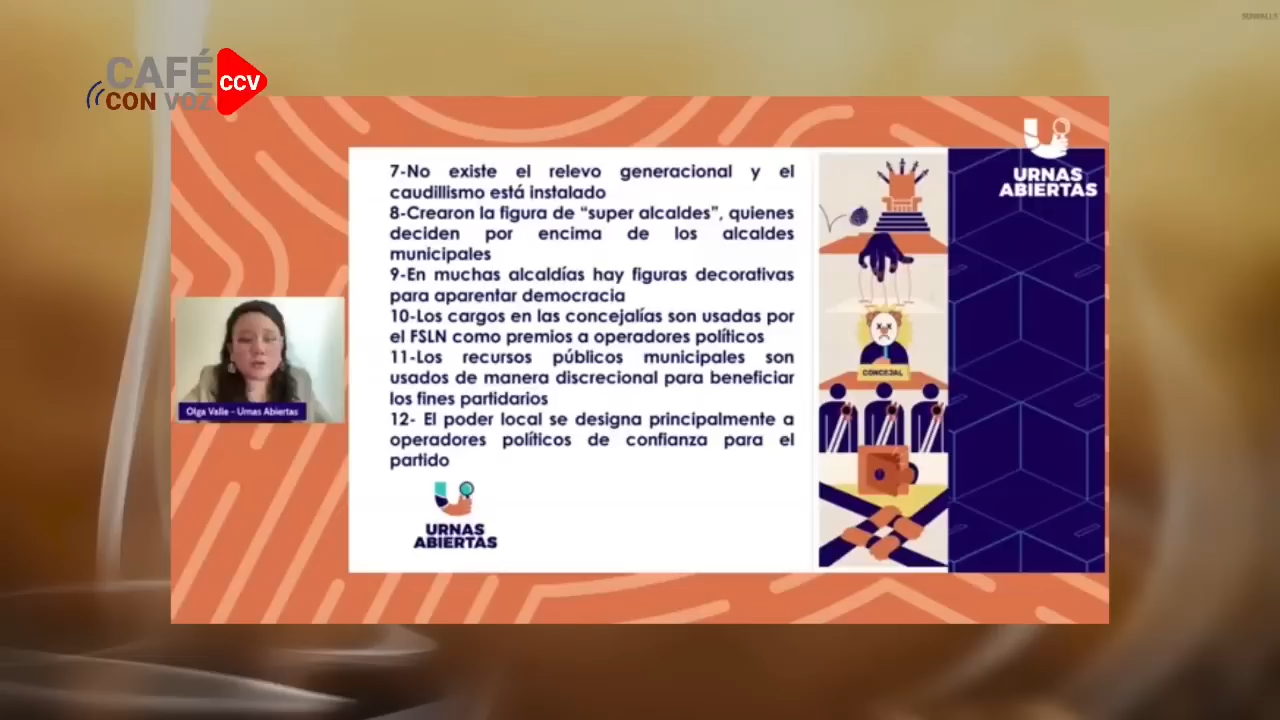 CAFÉ
CON VOZ
CCV
7-No existe el relevo generacional y el
caudillismo está instalado
8-Crearon la figura de “super alcaldes”, quienes
deciden por encima de los alcaldes
municipales
9-En muchas alcaldías hay figuras decorativas
para aparentar democracia
10-Los cargos en las concejalías son usadas por
el FSLN como premios a operadores políticos
11-Los recursos públicos municipales son
usados de manera discrecional para beneficiar
los fines partidarios
12- El poder local se designa principalmente a
operadores políticos de confianza para el
partido
URNAS
ABIERTAS
CONCEJAL
URNAS
ABIERTAS
Olga Valle - Urnas Abiertas